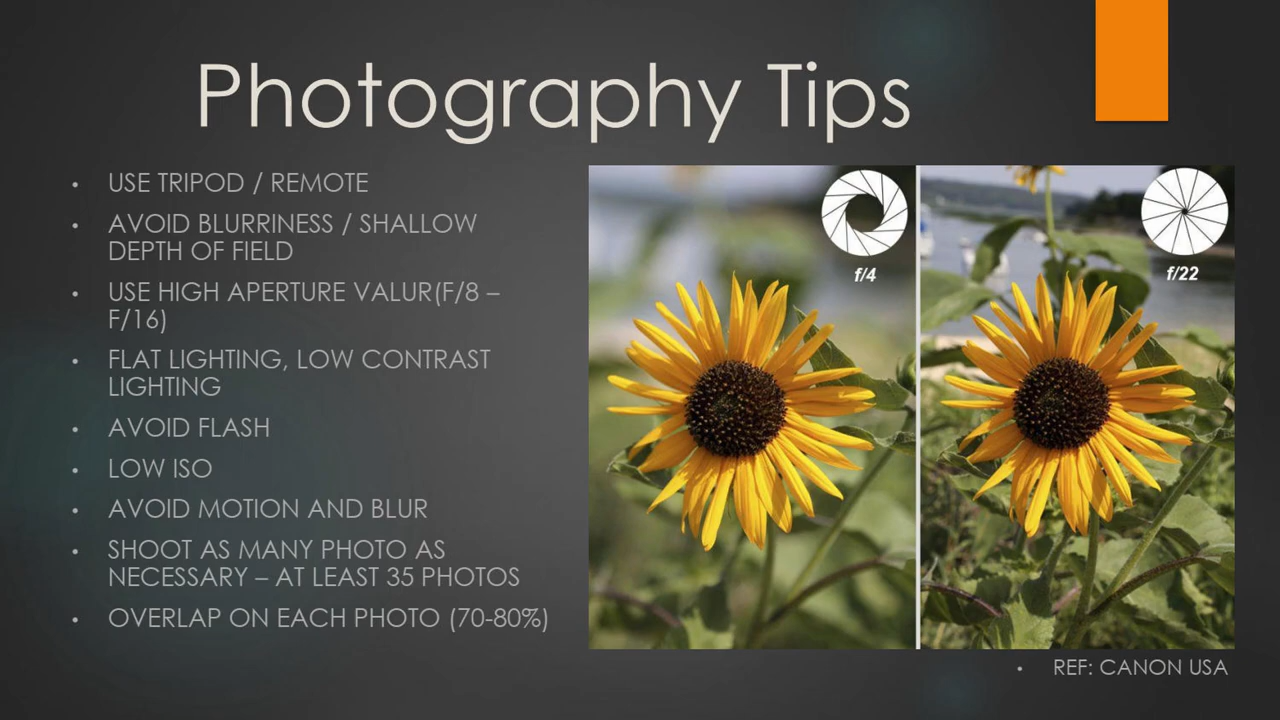 Photography Tips
• USE TRIPOD / REMOTE
• AVOID BLURRINESS / SHALLOW
DEPTH OF FIELD
• USE HIGH APERTURE VALUR(F/8 –
F/16)
• FLAT LIGHTING, LOW CONTRAST
LIGHTING
• AVOID FLASH
• LOW ISO
• AVOID MOTION AND BLUR
• SHOOT AS MANY PHOTO AS
NECESSARY – AT LEAST 35 PHOTOS
• OVERLAP ON EACH PHOTO (70-80%)
f/4
f/22
• REF: CANON USA